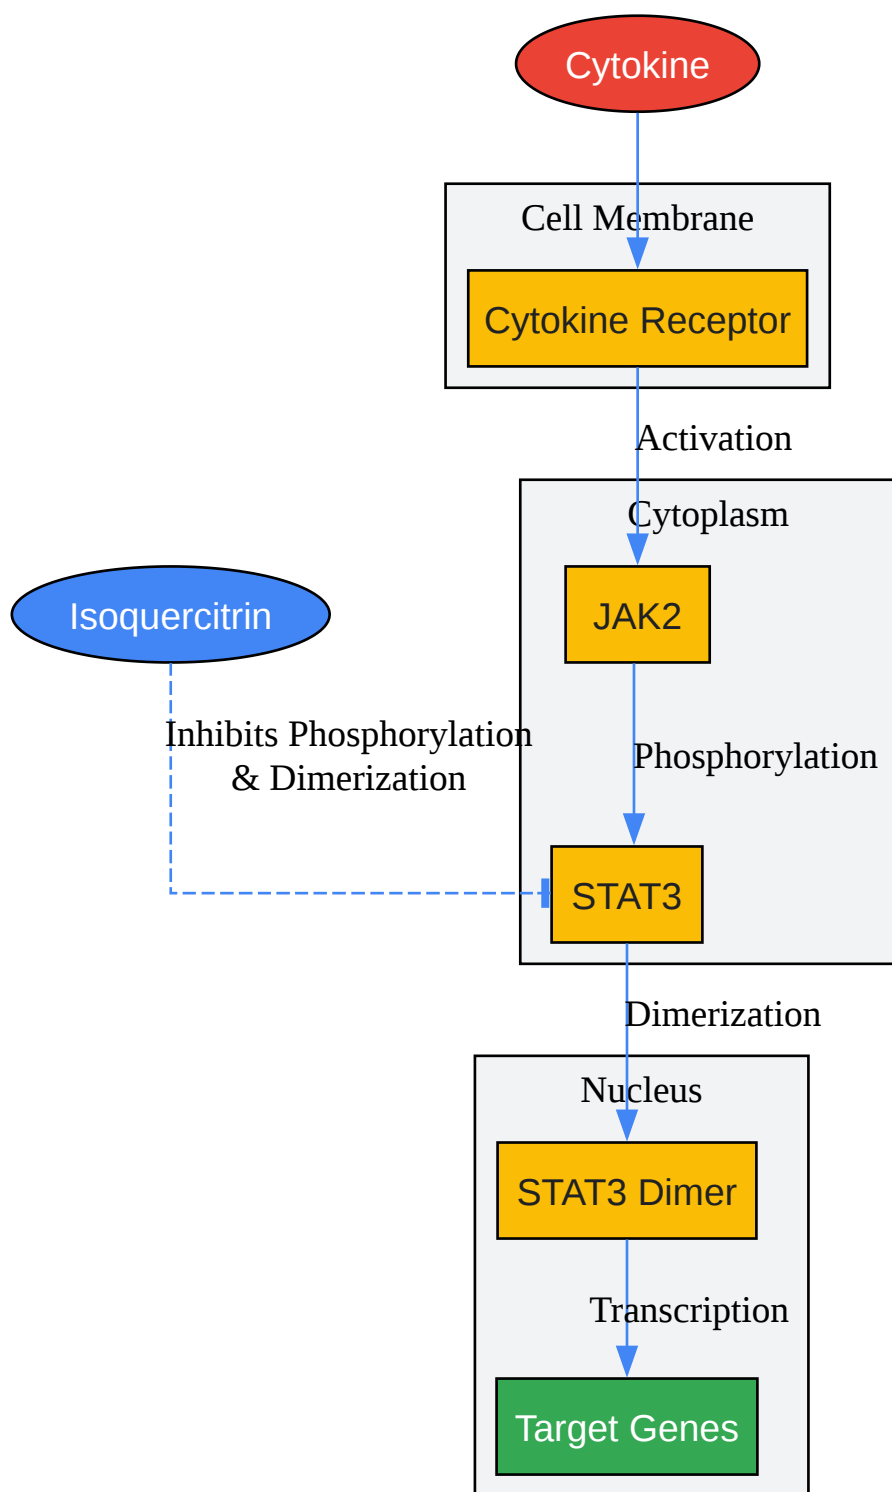 Cytokine
Cell Membrane
Cytokine Receptor
Activation
Cytoplasm
JAK2
Isoquercitrin
Inhibits Phosphorylation
& Dimerization
Phosphorylation
STAT3
Dimerization
Nucleus
STAT3 Dimer
Transcription
Target Genes